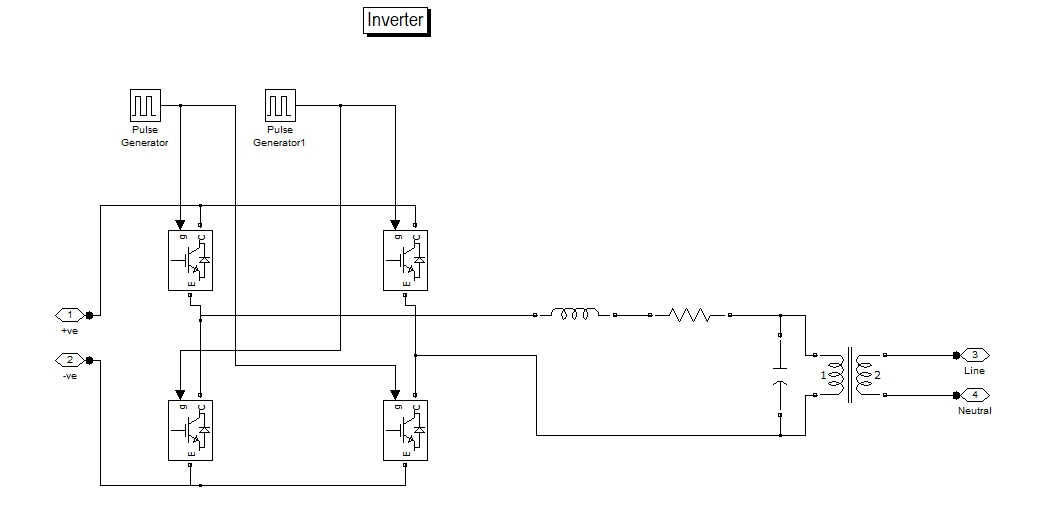 Inverter
Pulse
Generator
Pulse
Generator1
g C
E
g C
E
1
+ve
2
-ve
g C
E
g C
E
1 2
3
Line
4
Neutral